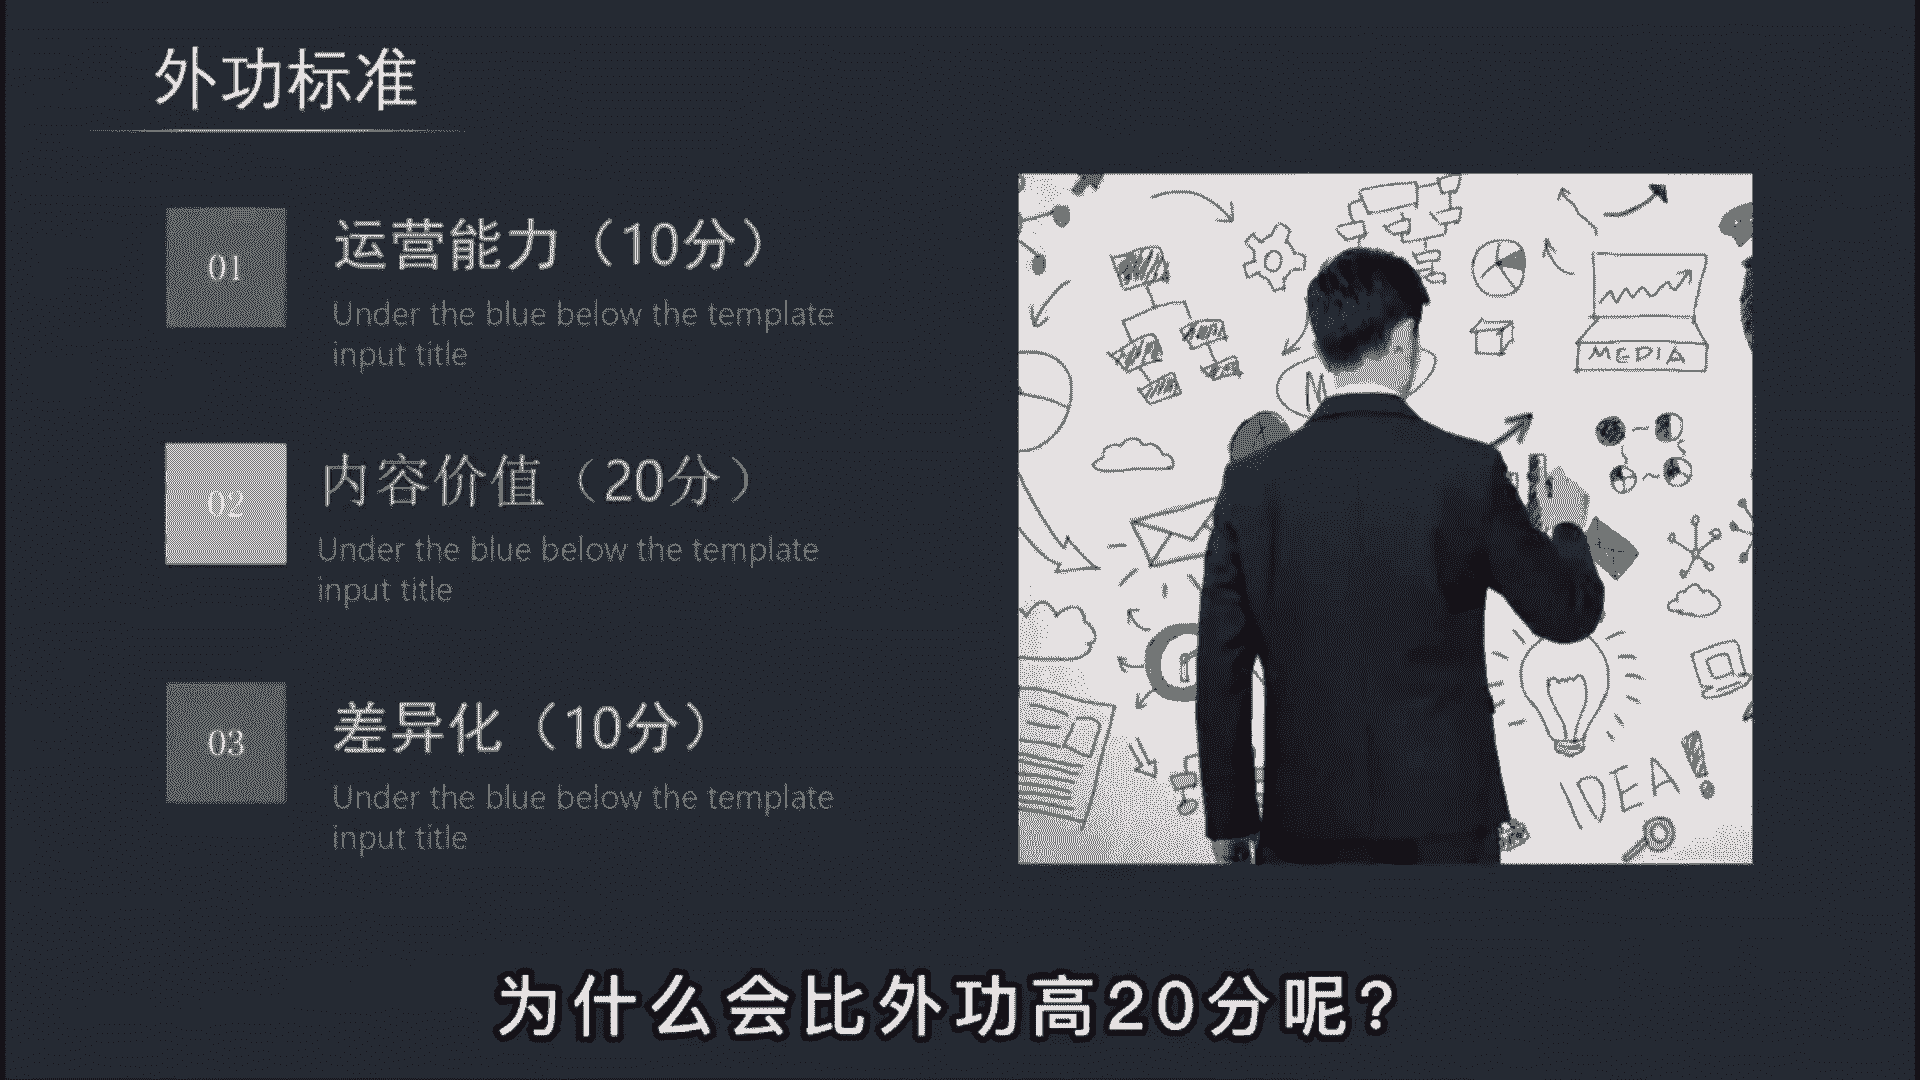 外功标准
01
运营能力（10分）
Under the blue below the template
input title
02
内容价值（20分）
Under the blue below the template
input title
03
差异化（10分）
Under the blue below the template
input title
MEDIA
M
IDEA!
为什么会比外功高20分呢？